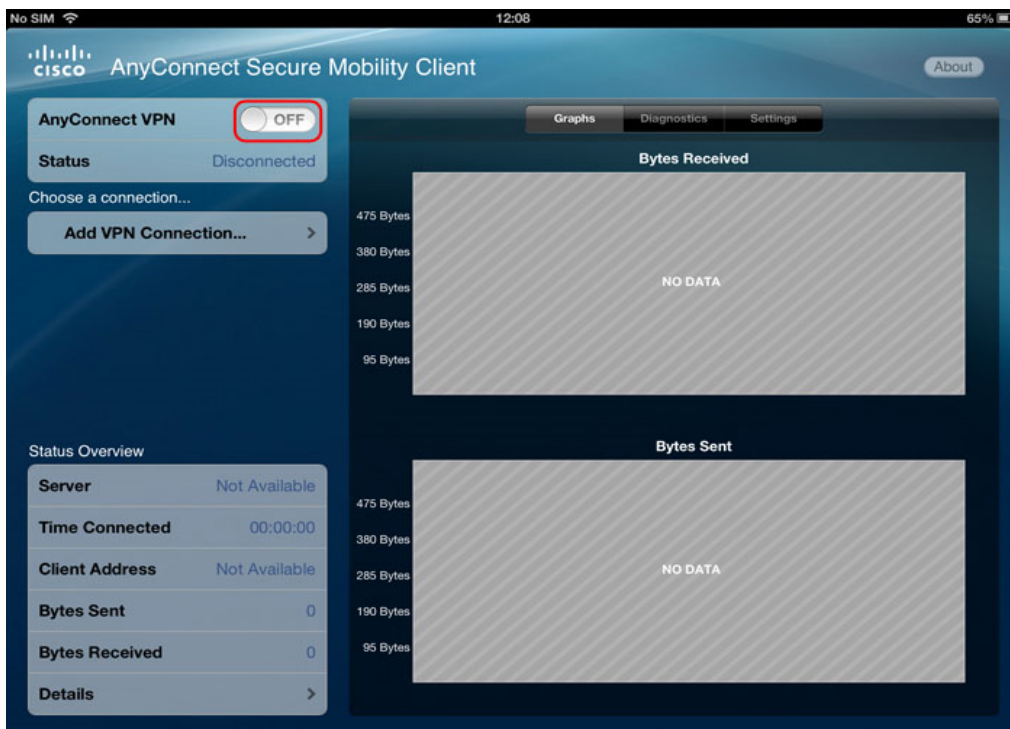 No SIM 12:08 65%
CISCO AnyConnect Secure Mobility Client About
AnyConnect VPN OFF
Status Disconnected
Choose a connection...
Add VPN Connection...
Status Overview
Server Not Available
Time Connected 00:00:00
Client Address Not Available
Bytes Sent 0
Bytes Received 0
Details
Graphs Diagnostics Settings
Bytes Received
475 Bytes
380 Bytes
285 Bytes
190 Bytes
95 Bytes
NO DATA
Bytes Sent
475 Bytes
380 Bytes
285 Bytes
190 Bytes
95 Bytes
NO DATA